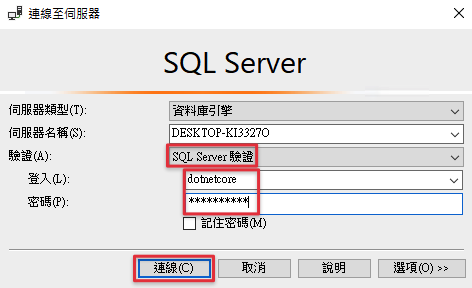 連線至伺服器
SQL Server
伺服器類型(T): 資料庫引擎
伺服器名稱(S): DESKTOP-KI3327O
驗證(A): SQL Server 驗證
登入(L): dotnetcore
密碼(P): **********
記住密碼(M)
連線(C) 取消 說明 選項(O) >>